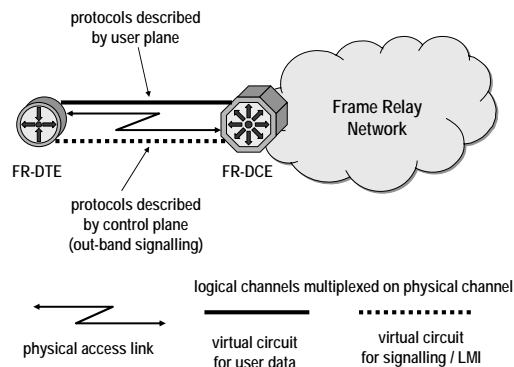 protocols described
by user plane
Frame Relay
Network
FR-DTE
FR-DCE
protocols described
by control plane
(out-band signalling)
logical channels multiplexed on physical channel
physical access link
virtual circuit
for user data
virtual circuit
for signalling / LMI